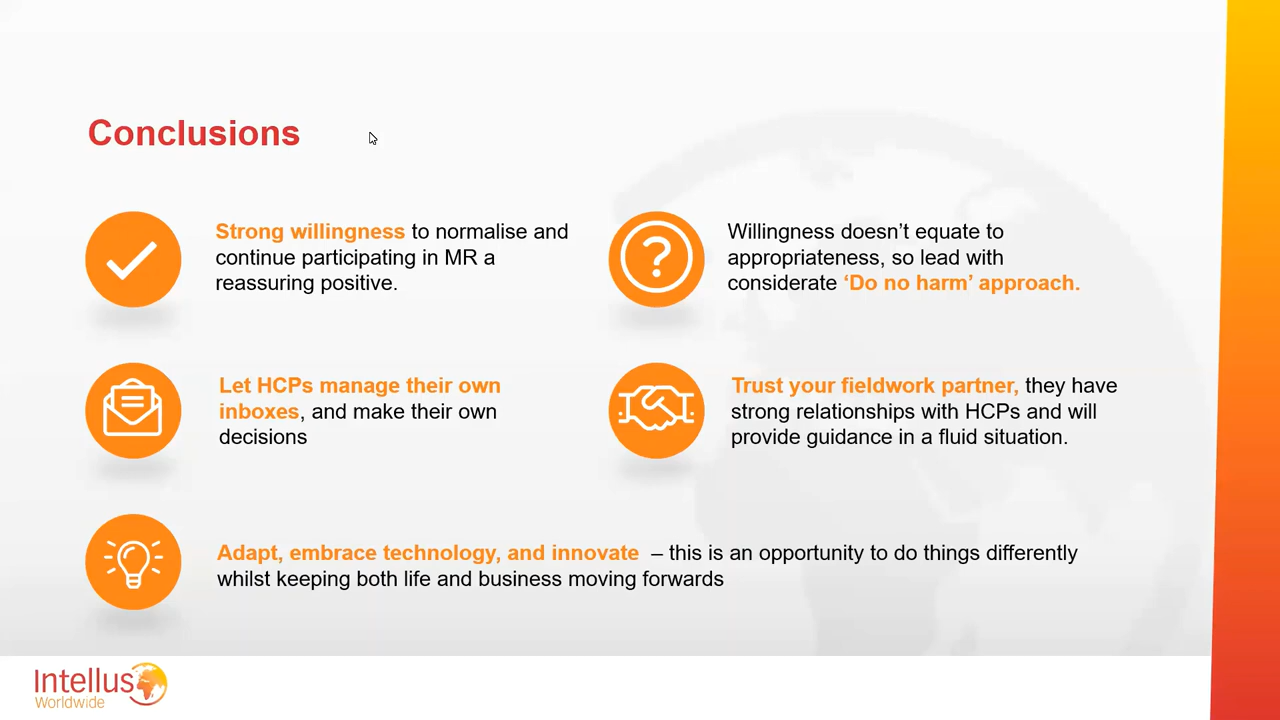 Conclusions
Strong willingness to normalise and
continue participating in MR a
reassuring positive.
Willingness doesn’t equate to
appropriateness, so lead with
considerate ‘Do no harm’ approach.
Let HCPs manage their own
inboxes, and make their own
decisions
Trust your fieldwork partner, they have
strong relationships with HCPs and will
provide guidance in a fluid situation.
Adapt, embrace technology, and innovate – this is an opportunity to do things differently
whilst keeping both life and business moving forwards
Intellus
Worldwide